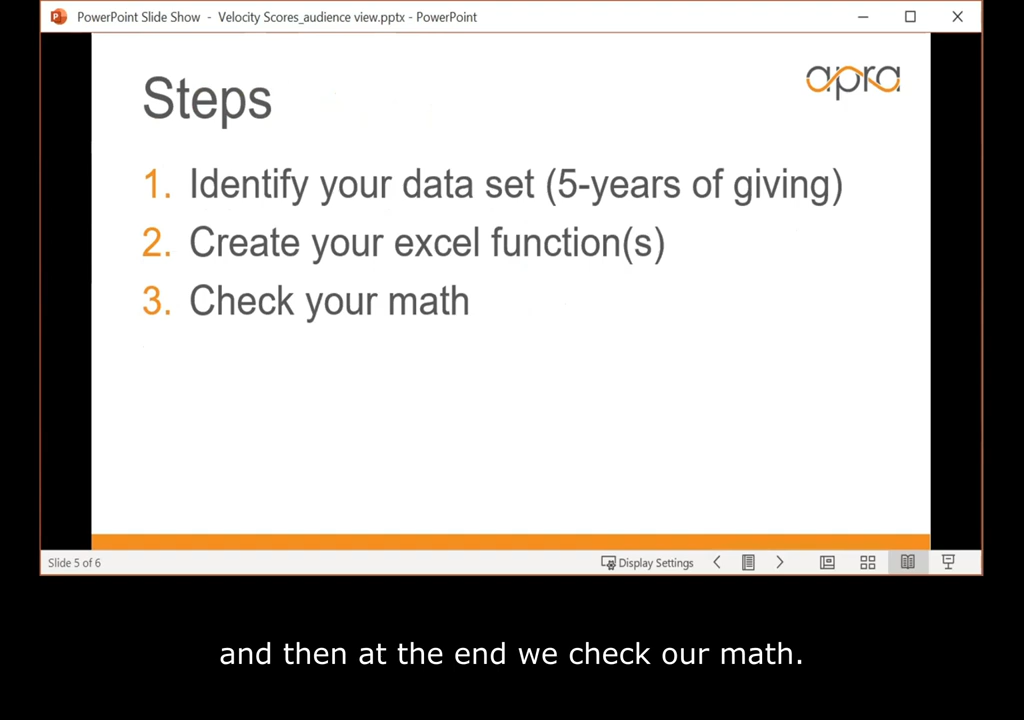 PowerPoint Slide Show - Velocity Scores_audience view.pptx - PowerPoint
apra
Steps
1. Identify your data set (5-years of giving)
2. Create your excel function(s)
3. Check your math
Slide 5 of 6
Display Settings
and then at the end we check our math.